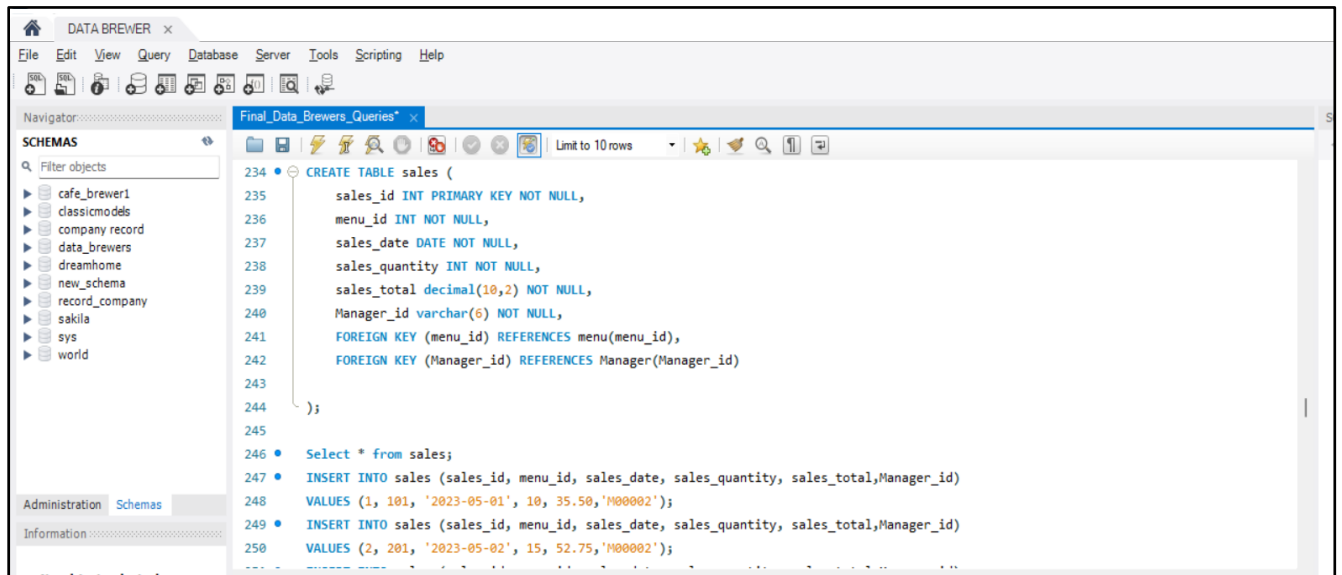 DATA BREWER ×
File Edit View Query Database Server Tools Scripting Help
Navigator
SCHEMAS
Filter objects
cafe_brewer1
classicmodels
company record
data_brewers
dreamhome
new_schema
record_company
sakila
sys
world
Administration Schemas
Information
Final_Data_Brewers_Queries* ×
Limit to 10 rows
234 CREATE TABLE sales (
235 sales_id INT PRIMARY KEY NOT NULL,
236 menu_id INT NOT NULL,
237 sales_date DATE NOT NULL,
238 sales_quantity INT NOT NULL,
239 sales_total decimal(10,2) NOT NULL,
240 Manager_id varchar(6) NOT NULL,
241 FOREIGN KEY (menu_id) REFERENCES menu(menu_id),
242 FOREIGN KEY (Manager_id) REFERENCES Manager(Manager_id)
243
244 );
245
246 Select * from sales;
247 INSERT INTO sales (sales_id, menu_id, sales_date, sales_quantity, sales_total,Manager_id)
248 VALUES (1, 101, '2023-05-01', 10, 35.50,'M00002');
249 INSERT INTO sales (sales_id, menu_id, sales_date, sales_quantity, sales_total,Manager_id)
250 VALUES (2, 201, '2023-05-02', 15, 52.75,'M00002');